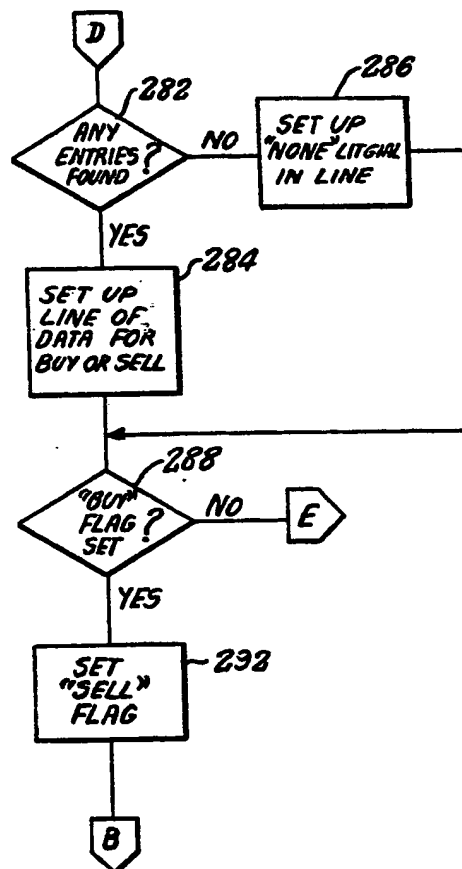 D
282
ANY
ENTRIES
FOUND ?
NO
286
SET UP
"NONE" LITGIAL
IN LINE
YES
284
SET UP
LINE OF
DATA FOR
BUY OR SELL
288
"BUY"
FLAG ?
SET
NO
E
YES
292
SET
"SELL"
FLAG
B